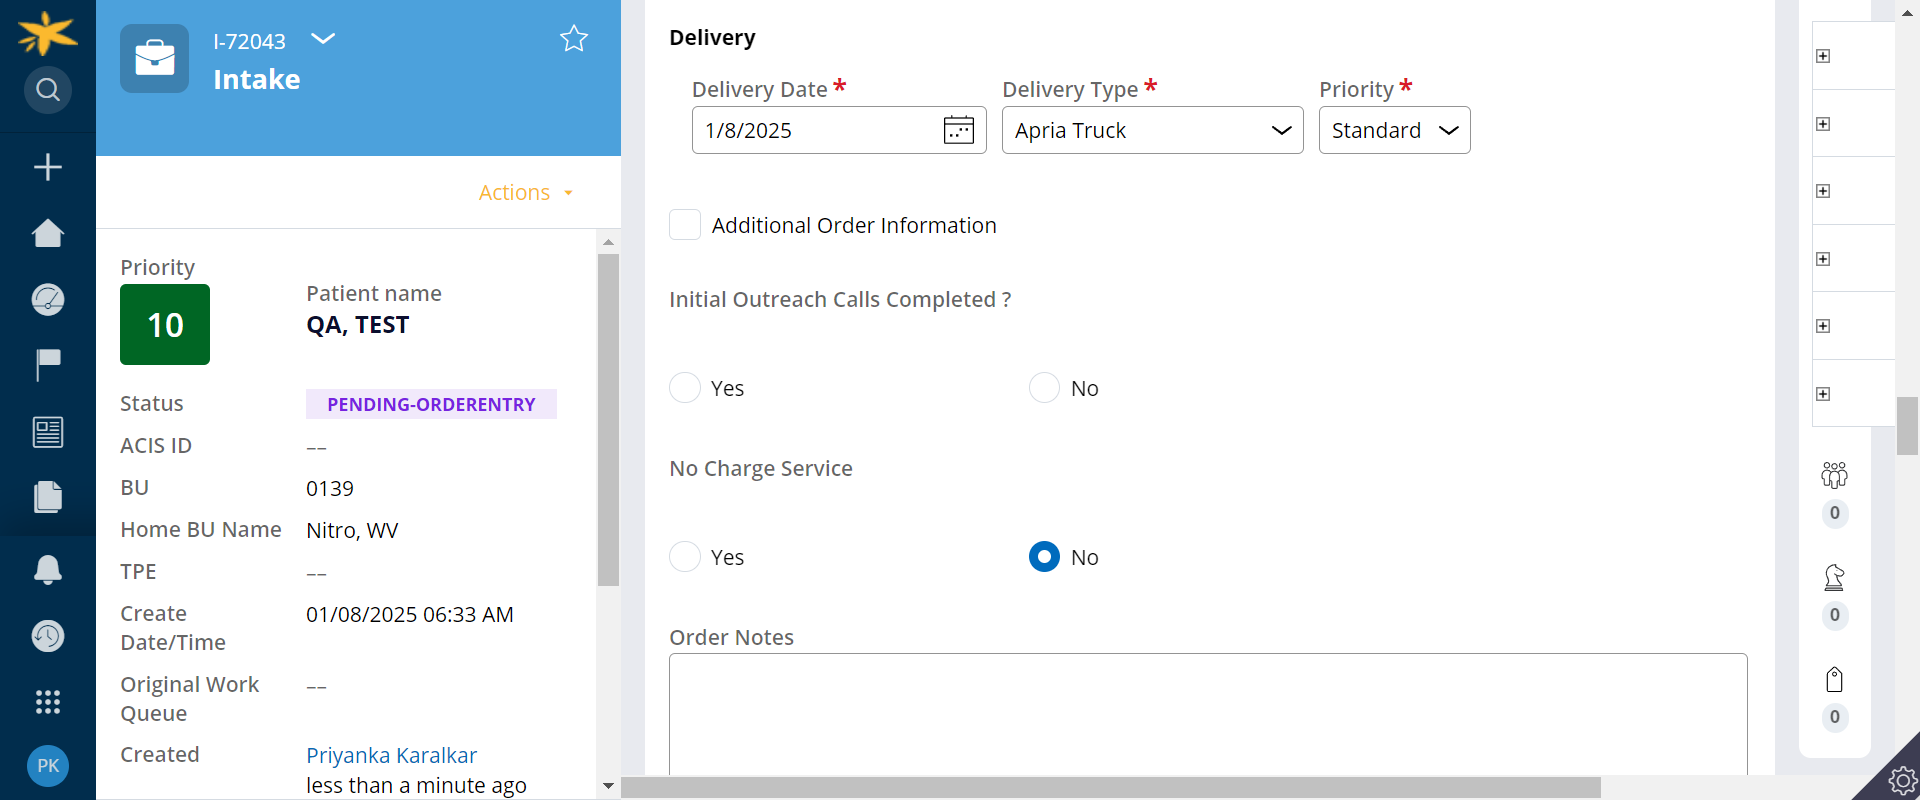 I-72043
Intake
Actions
Priority
10
Patient name
QA, TEST
Status
PENDING-ORDERENTRY
ACIS ID
––
BU
0139
Home BU Name
Nitro, WV
TPE
––
Create Date/Time
01/08/2025 06:33 AM
Original Work Queue
––
Created
Priyanka Karalkar
less than a minute ago
PK
Delivery
Delivery Date *
Delivery Type *
Priority *
1/8/2025
Apria Truck
Standard
Additional Order Information
Initial Outreach Calls Completed ?
Yes
No
No Charge Service
Yes
No
Order Notes
0
0
0